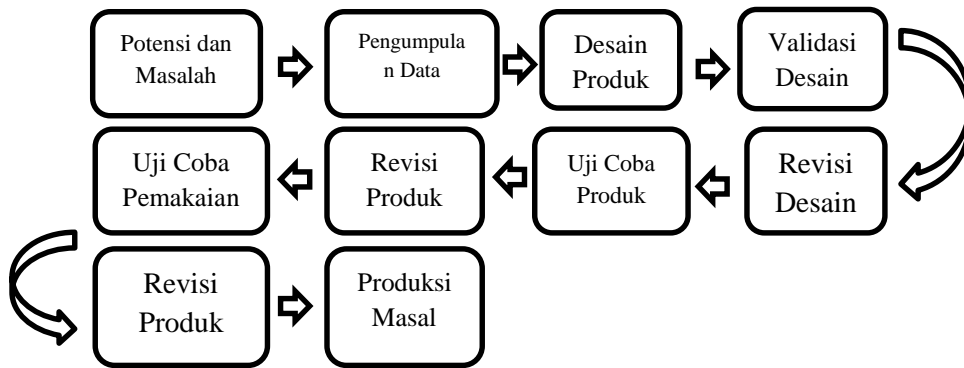 Potensi dan
Masalah
Pengumpula
n Data
Desain
Produk
Validasi
Desain
Revisi
Desain
Uji Coba
Produk
Revisi
Produk
Uji Coba
Pemakaian
Revisi
Produk
Produksi
Masal